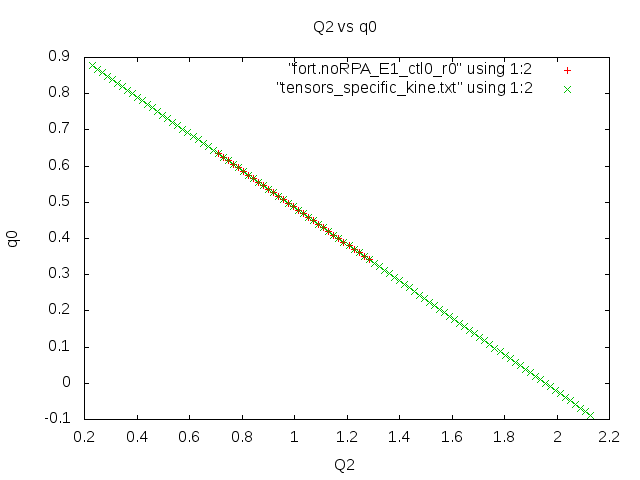 Q2 vs q0
"fort.noRPA_E1_ctl0_r0" using 1:2
"tensors_specific_kine.txt" using 1:2
0.9
0.8
0.7
0.6
0.5
0.4
0.3
0.2
0.1
0
-0.1
q0
0.2 0.4 0.6 0.8 1 1.2 1.4 1.6 1.8 2 2.2
Q2